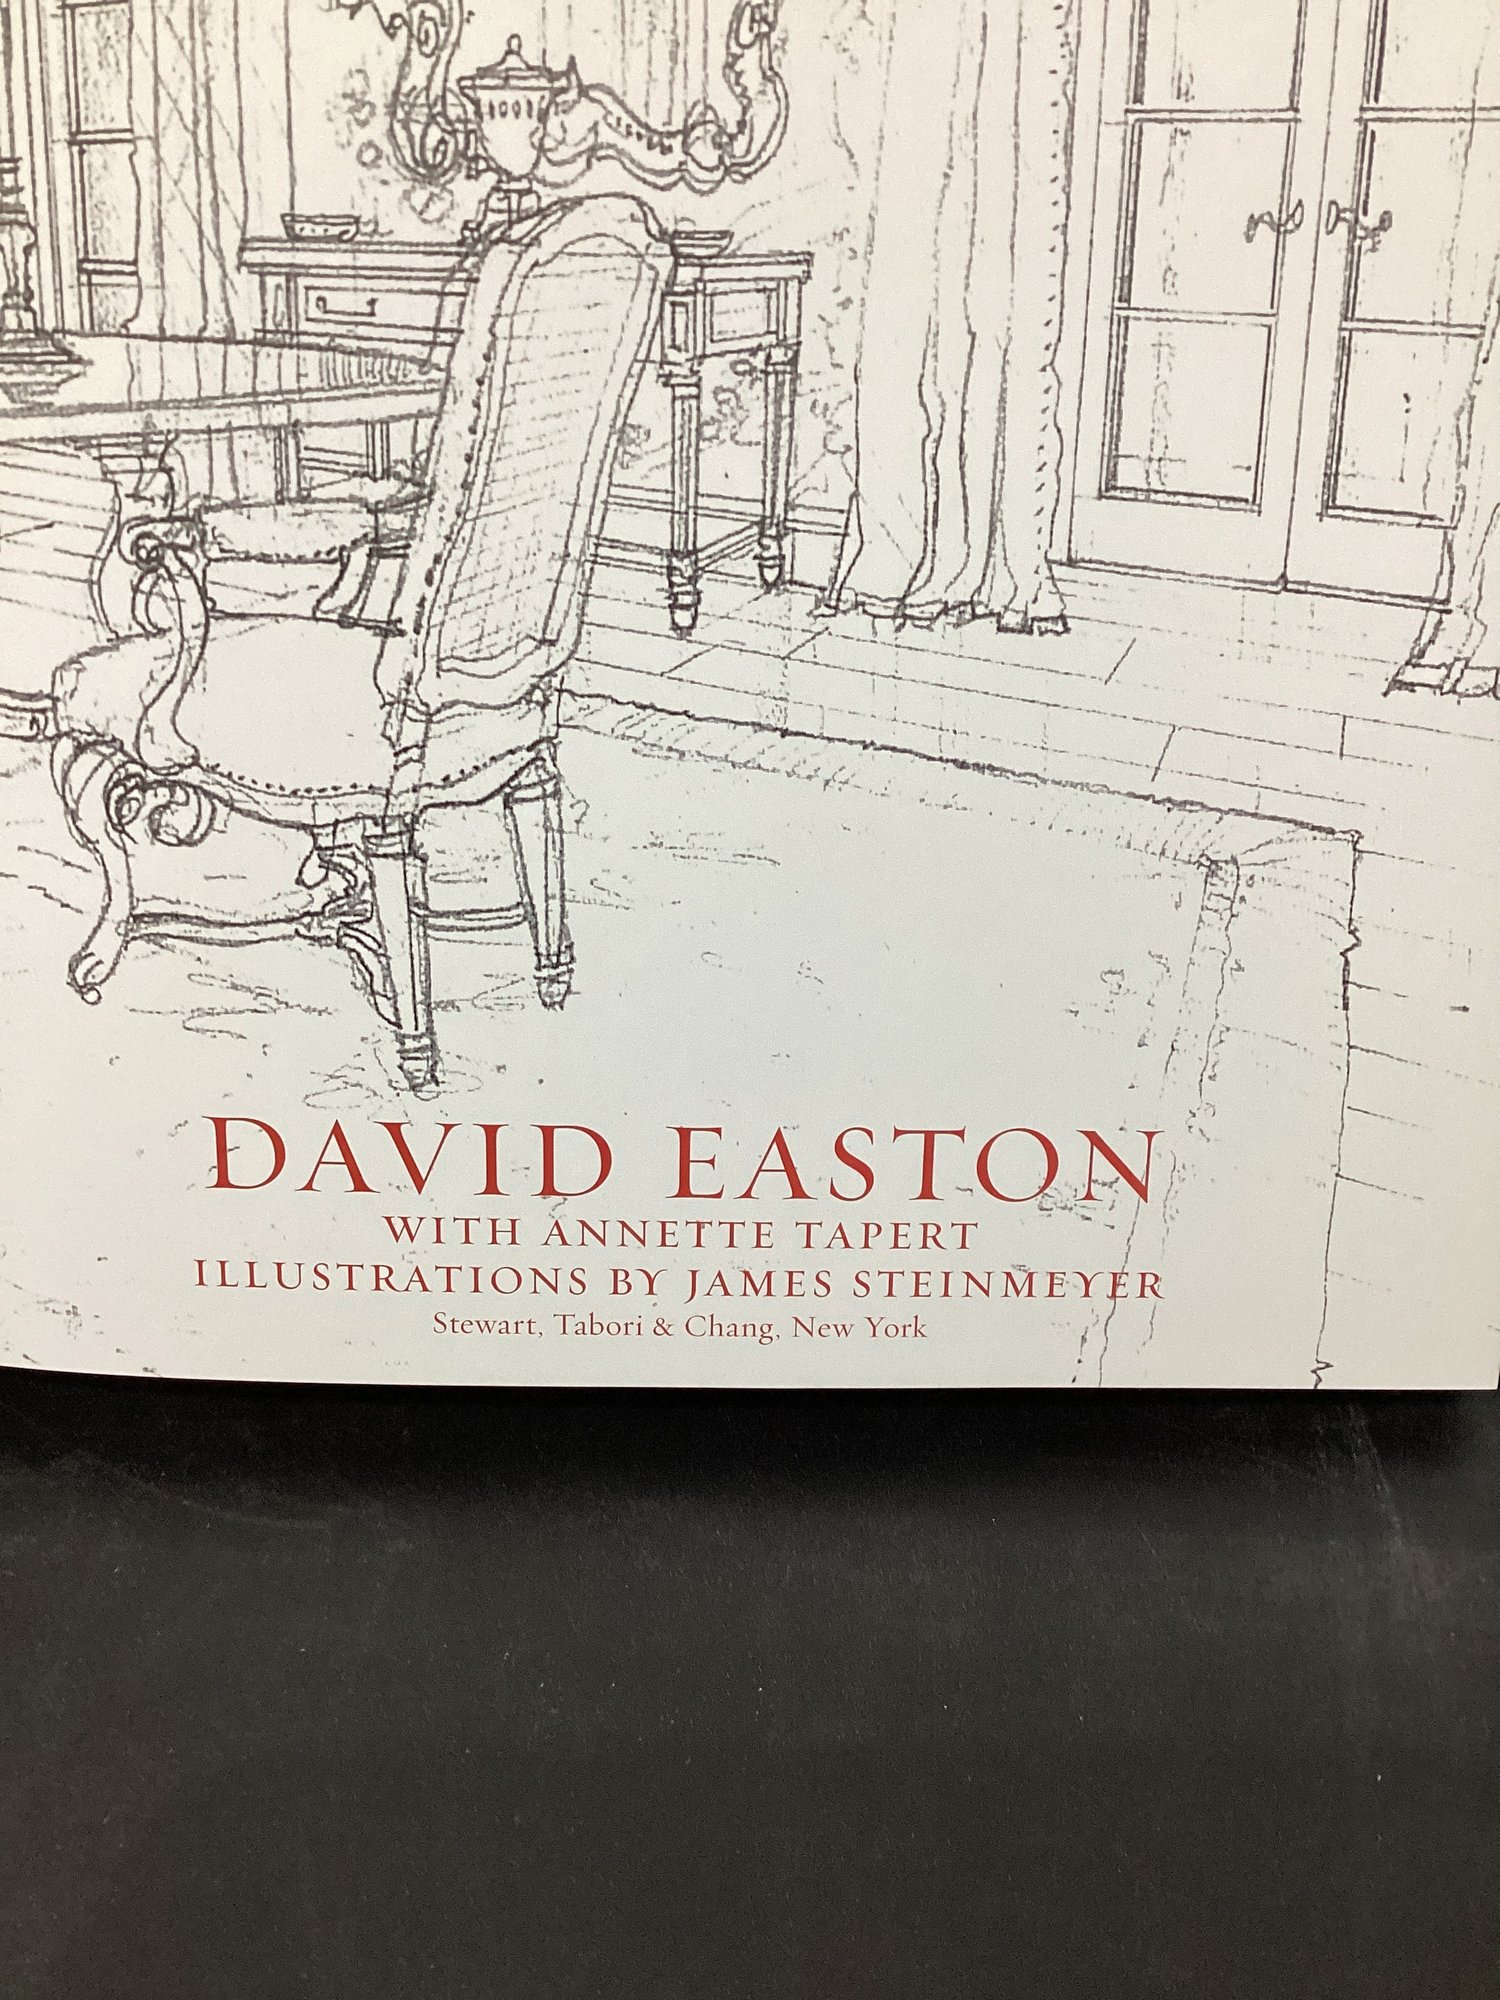 DAVID EASTON
WITH ANNETTE TAPERT
ILLUSTRATIONS BY JAMES STEINMEYER
Stewart, Tabori & Chang, New York